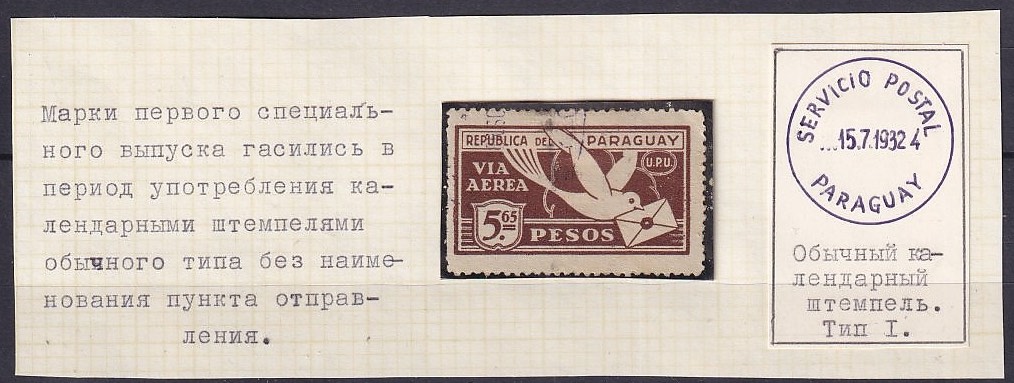 Марки первого специаль-
ного выпуска гасились в
период употребления ка-
лендарными штемпелями
обычного типа без наиме-
нования пункта отправ-
ления.
REPUBLICA DEL PARAGUAY
VIA
AEREA
U.P.U.
5.65
PESOS
SERVICIO POSTAL
...15.7.1932 4
PARAGUAY
Обычный ка-
лендарный
штемпель.
Тип I.